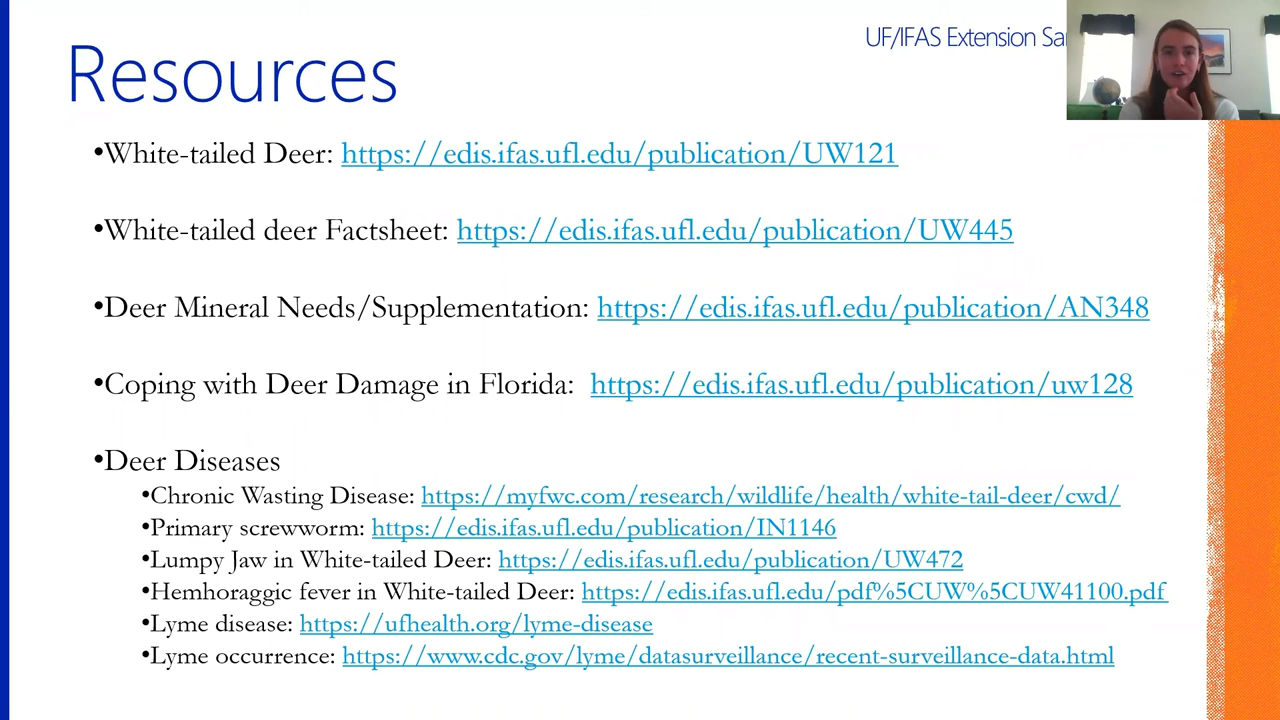 UF/IFAS Extension
Resources
•White-tailed Deer: https://edis.ifas.ufl.edu/publication/UW121
•White-tailed deer Factsheet: https://edis.ifas.ufl.edu/publication/UW445
•Deer Mineral Needs/Supplementation: https://edis.ifas.ufl.edu/publication/AN348
•Coping with Deer Damage in Florida: https://edis.ifas.ufl.edu/publication/uw128
•Deer Diseases
•Chronic Wasting Disease: https://myfwc.com/research/wildlife/health/white-tail-deer/cwd/
•Primary screwworm: https://edis.ifas.ufl.edu/publication/IN1146
•Lumpy Jaw in White-tailed Deer: https://edis.ifas.ufl.edu/publication/UW472
•Hemhoraggic fever in White-tailed Deer: https://edis.ifas.ufl.edu/pdf%5CUW%5CUW41100.pdf
•Lyme disease: https://ufhealth.org/lyme-disease
•Lyme occurrence: https://www.cdc.gov/lyme/datasurveillance/recent-surveillance-data.html